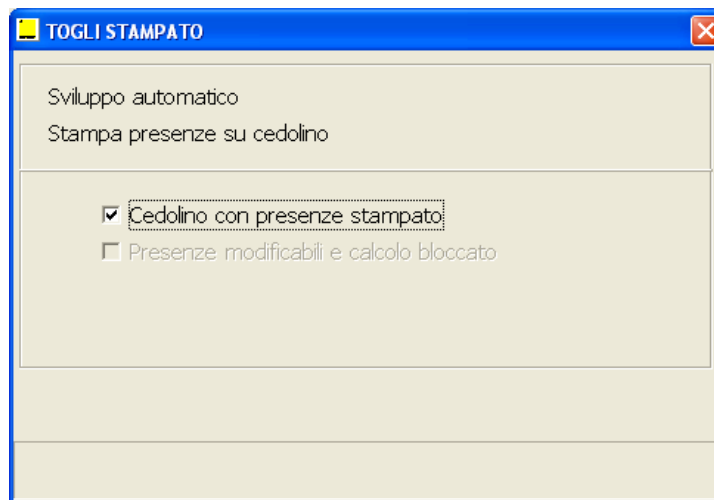 TOGLI STAMPATO
Sviluppo automatico
Stampa presenze su cedolino
Cedolino con presenze stampato
Presenze modificabili e calcolo bloccato